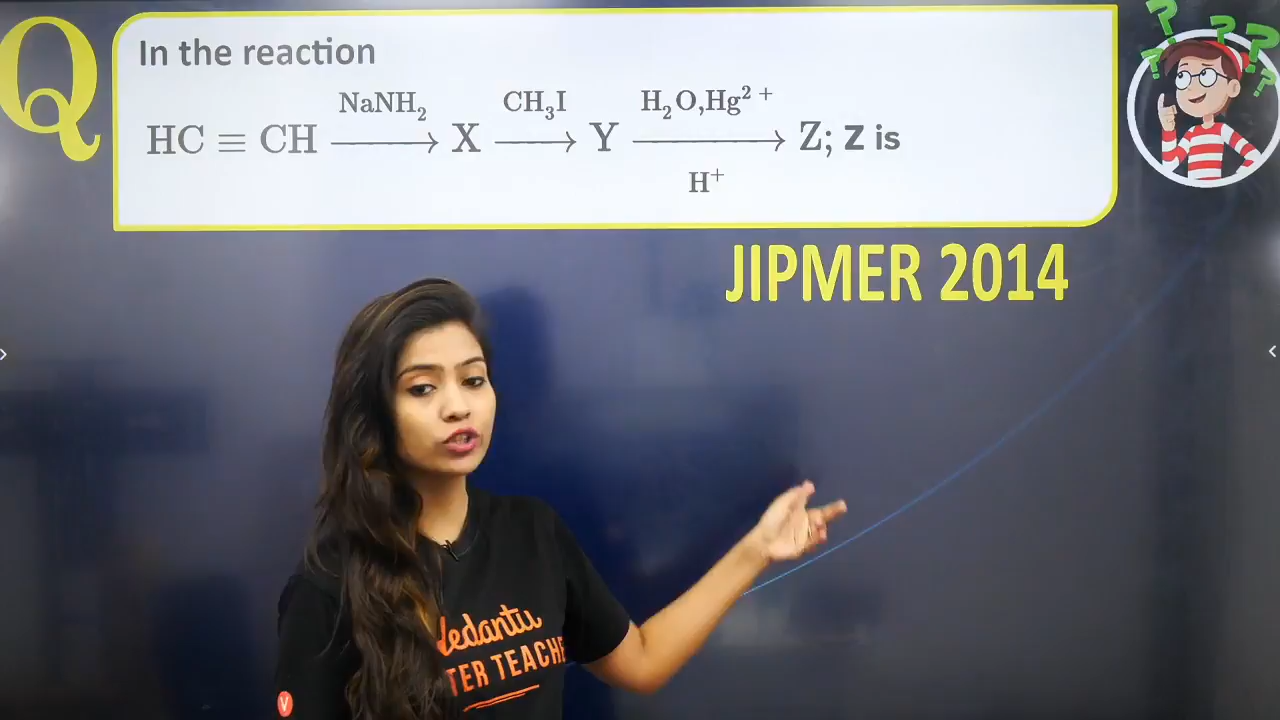 Q
In the reaction
HC ≡ CH —NaNH₂→ X —CH₃I→ Y —H₂O,Hg²⁺ / H⁺→ Z; Z is
JIPMER 2014
Vedantu
TER TEACHE
V